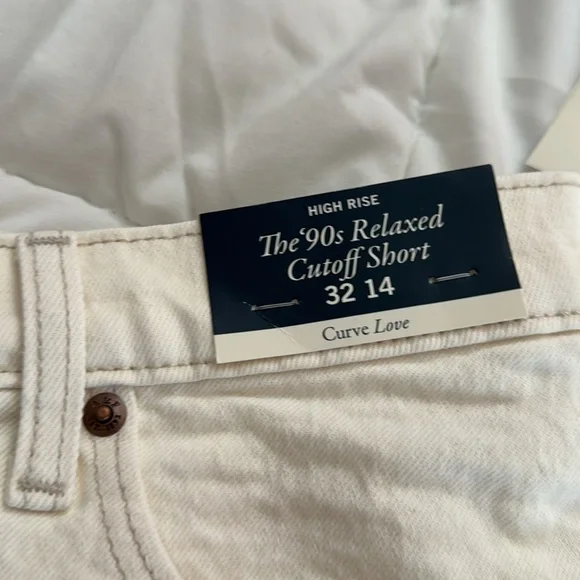 HIGH RISE
The '90s Relaxed
Cutoff Short
32 14
Curve Love